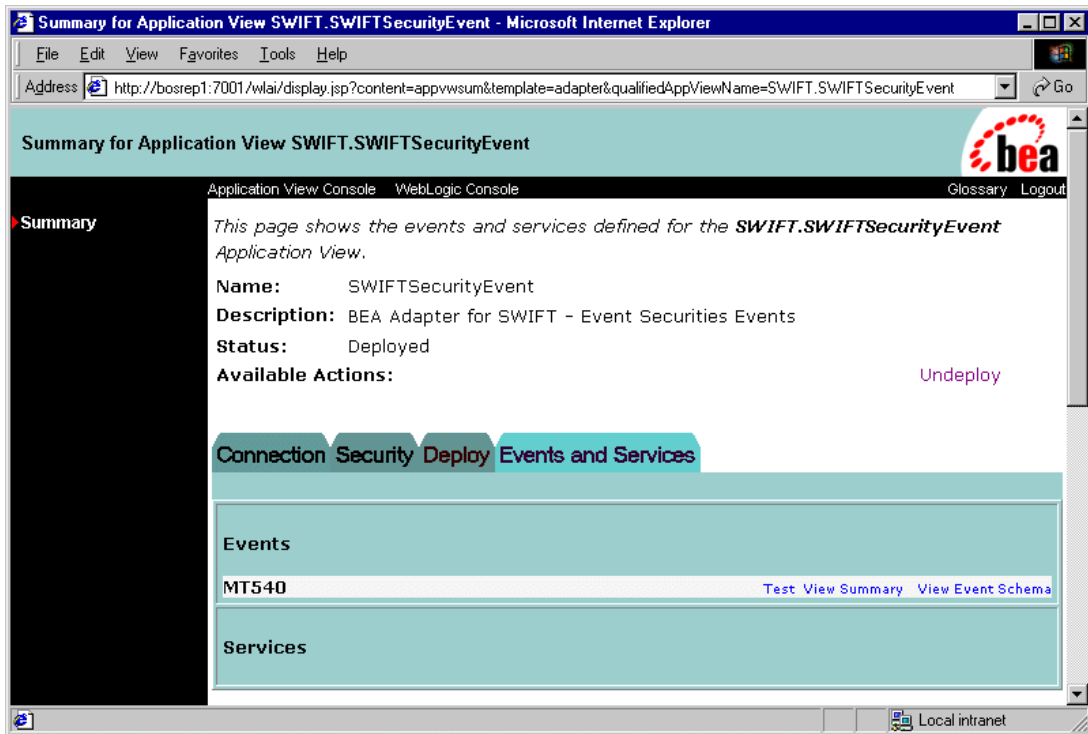 Summary for Application View SWIFT.SWIFTSecurityEvent - Microsoft Internet Explorer
File Edit View Favorites Tools Help
Address http://bosrep1:7001/wlai/display.jsp?content=appvwsum&template=adapter&qualifiedAppViewName=SWIFT.SWIFTSecurityEvent Go
Summary for Application View SWIFT.SWIFTSecurityEvent
bea
Application View Console WebLogic Console Glossary Logout
Summary
This page shows the events and services defined for the SWIFT.SWIFTSecurityEvent
Application View.
Name: SWIFTSecurityEvent
Description: BEA Adapter for SWIFT - Event Securities Events
Status: Deployed
Available Actions: Undeploy
Connection Security Deploy Events and Services
Events
MT540 Test View Summary View Event Schema
Services
Local intranet